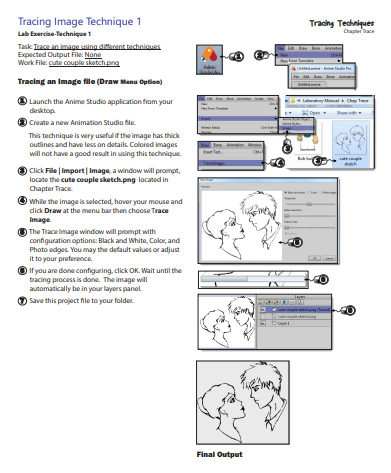 Tracing Image Technique 1
Lab Exercise-Technique 1
Tracing Techniques
Chapter Trace
Task: Trace an image using different techniques
Expected Output File: None
Work File: cute couple sketch.png
Tracing an Image file (Draw Menu Option)
1 Launch the Anime Studio application from your
desktop.
2 Create a new Animation Studio file.
This technique is very useful if the image has thick
outlines and have less on details. Colored images
will not have a good result in using this technique.
3 Click File | Import | Image, a window will prompt,
locate the cute couple sketch.png located in
Chapter Trace.
4 While the image is selected, hover your mouse and
click Draw at the menu bar then choose Trace
Image.
5 The Trace Image window will prompt with
configuration options: Black and White, Color, and
Photo edges. You may the default values or adjust
it to your preference.
6 If you are done configuring, click OK. Wait until the
tracing process is done. The image will
automatically be in your layers panel.
7 Save this project file to your folder.
File Edit Draw Bone Animation
New
New From Template
Untitled.anme - Anime Studio Pro
File Edit Draw Bone Animation
Untitled.anme
File Edit Draw Bone Animation Script
New
New From Template
Laboratory Manual Chap Trace
Open Share with
cute couple
sketch
Draw Bone Animation Window
Insert Text...
Trace Image...
Layers
cute couple sketch.png
Layer 1
Final Output